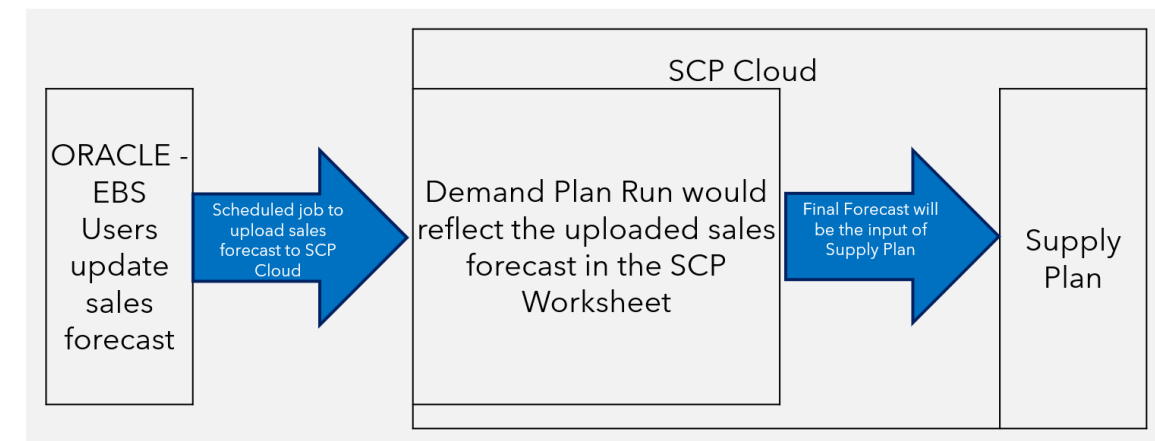 SCP Cloud
ORACLE -
EBS
Users
update
sales
forecast
Scheduled job to
upload sales
forecast to SCP
Cloud
Demand Plan Run would
reflect the uploaded sales
forecast in the SCP
Worksheet
Final Forecast will
be the input of
Supply Plan
Supply
Plan